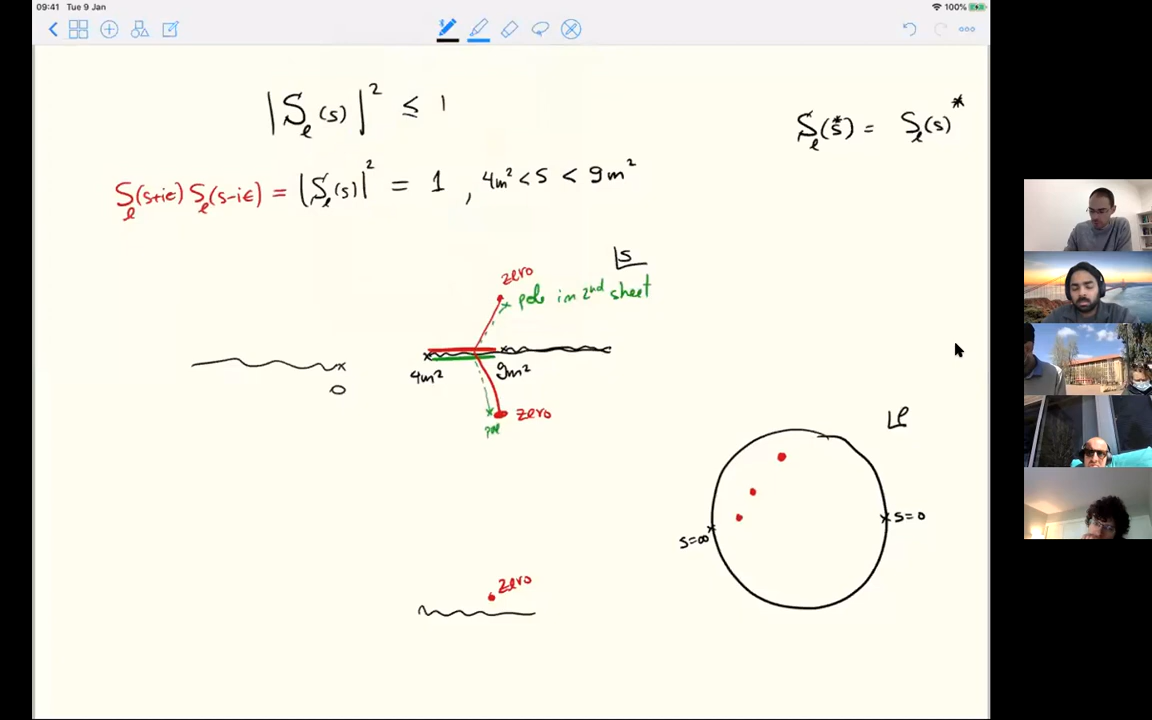 09:41 Tue 9 Jan
100%
|S_ℓ(s)|² ≤ 1
S_ℓ(s*) = S_ℓ(s)*
S_ℓ(s+iε) S_ℓ(s-iε) = |S_ℓ(s)|² = 1 , 4m² < s < 9m²
s
zero
pole in 2nd sheet
4m²
9m²
0
zero
s=∞
s=0
zero